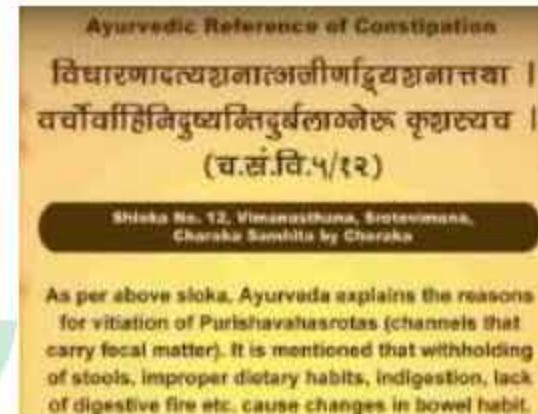 Ayurvedic Reference of Constipation
विधारणादत्यशनात्अजीर्णाद्ध्यशनात्तथा |
वर्चोवाहिनिदुष्यन्तिदुर्बलाग्नेरू कृशस्यच |
(च.सं.वि.५/१२)
Shloka No. 12, Vimanasthana, Srotovimana,
Charaka Samhita by Charaka
As per above sloka, Ayurveda explains the reasons
for vitiation of Purishavahasrotas (channels that
carry fecal matter). It is mentioned that withholding
of stools, improper dietary habits, indigestion, lack
of digestive fire etc. cause changes in bowel habit.